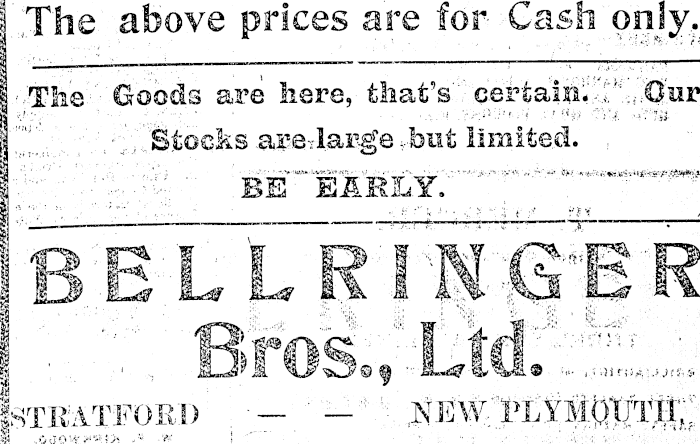 The above prices are for Cash only.
The Goods are here, that's certain. Our
Stocks are large but limited.
BE EARLY.
BELLRINGER
Bros., Ltd.
STRATFORD — — NEW PLYMOUTH,